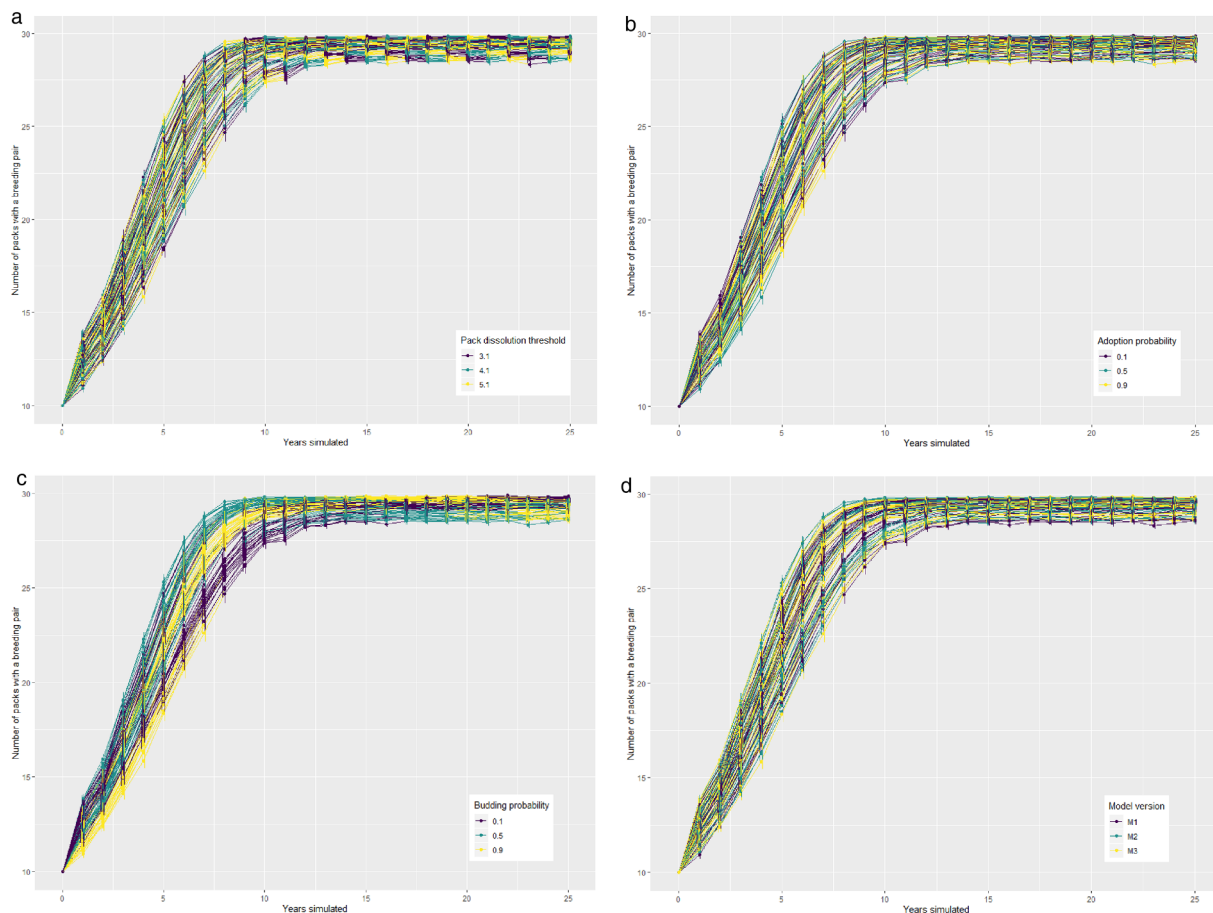 a
30
25
20
15
10
Number of packs with a breeding pair
Pack dissolution threshold
3.1
4.1
5.1
0 5 10 15 20 25
Years simulated
b
30
25
20
15
10
Number of packs with a breeding pair
Adoption probability
0.1
0.5
0.9
0 5 10 15 20 25
Years simulated
c
30
25
20
15
10
Number of packs with a breeding pair
Budding probability
0.1
0.5
0.9
0 5 10 15 20 25
Years simulated
d
30
25
20
15
10
Number of packs with a breeding pair
Model version
M1
M2
M3
0 5 10 15 20 25
Years simulated